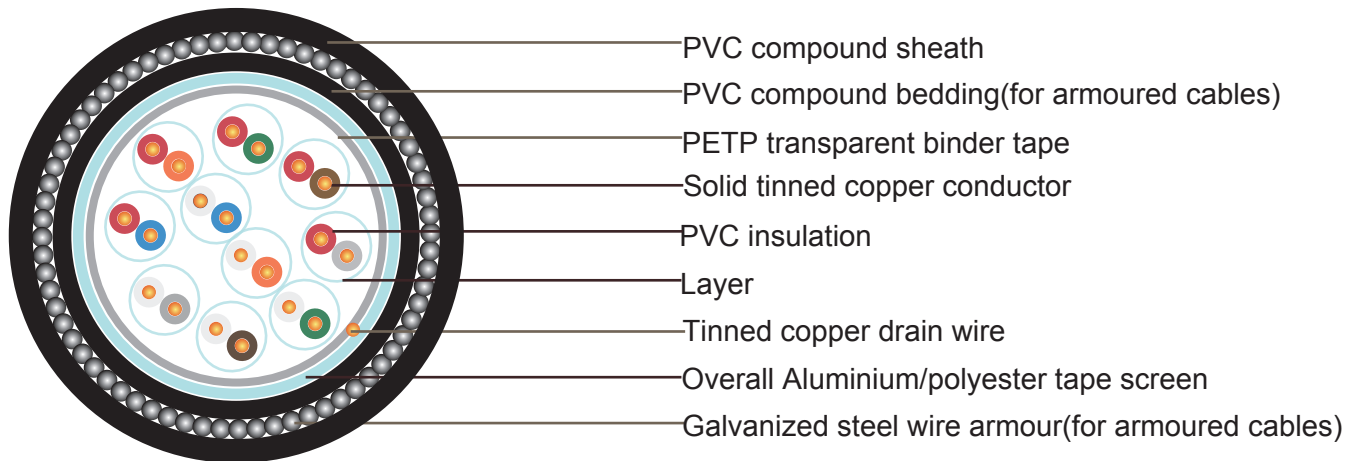 PVC compound sheath
PVC compound bedding(for armoured cables)
PETP transparent binder tape
Solid tinned copper conductor
PVC insulation
Layer
Tinned copper drain wire
Overall Aluminium/polyester tape screen
Galvanized steel wire armour(for armoured cables)